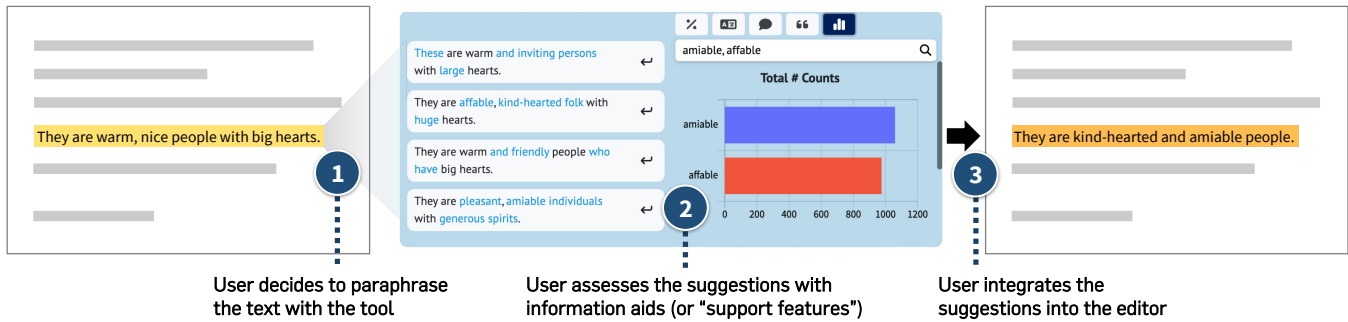 They are warm, nice people with big hearts.
1
These are warm and inviting persons
with large hearts.
They are affable, kind-hearted folk with
huge hearts.
They are warm and friendly people who
have big hearts.
They are pleasant, amiable individuals
with generous spirits.
2
amiable, affable
Total # Counts
amiable
affable
0 200 400 600 800 1000 1200
3
They are kind-hearted and amiable people.
User decides to paraphrase
the text with the tool
User assesses the suggestions with
information aids (or “support features”)
User integrates the
suggestions into the editor